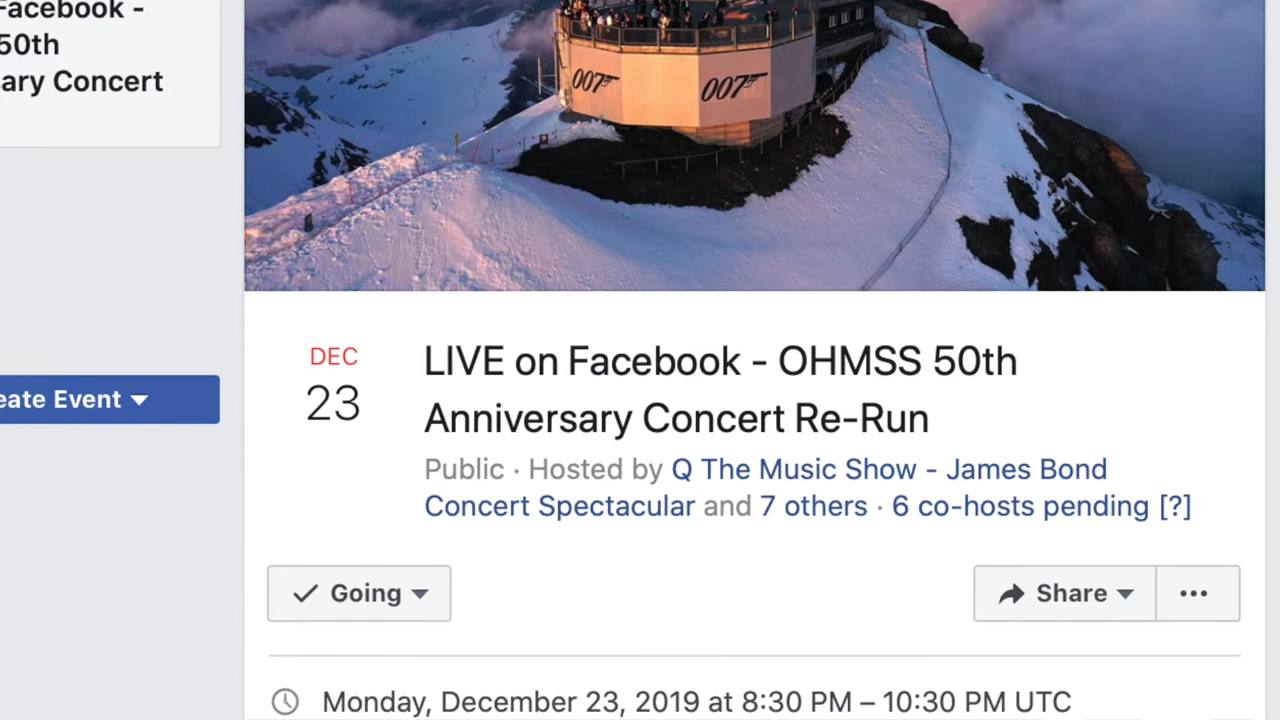 Facebook -
50th
ary Concert
007
007
eate Event
DEC
23
LIVE on Facebook - OHMSS 50th
Anniversary Concert Re-Run
Public · Hosted by Q The Music Show - James Bond
Concert Spectacular and 7 others · 6 co-hosts pending [?]
Going
Share
Monday, December 23, 2019 at 8:30 PM – 10:30 PM UTC